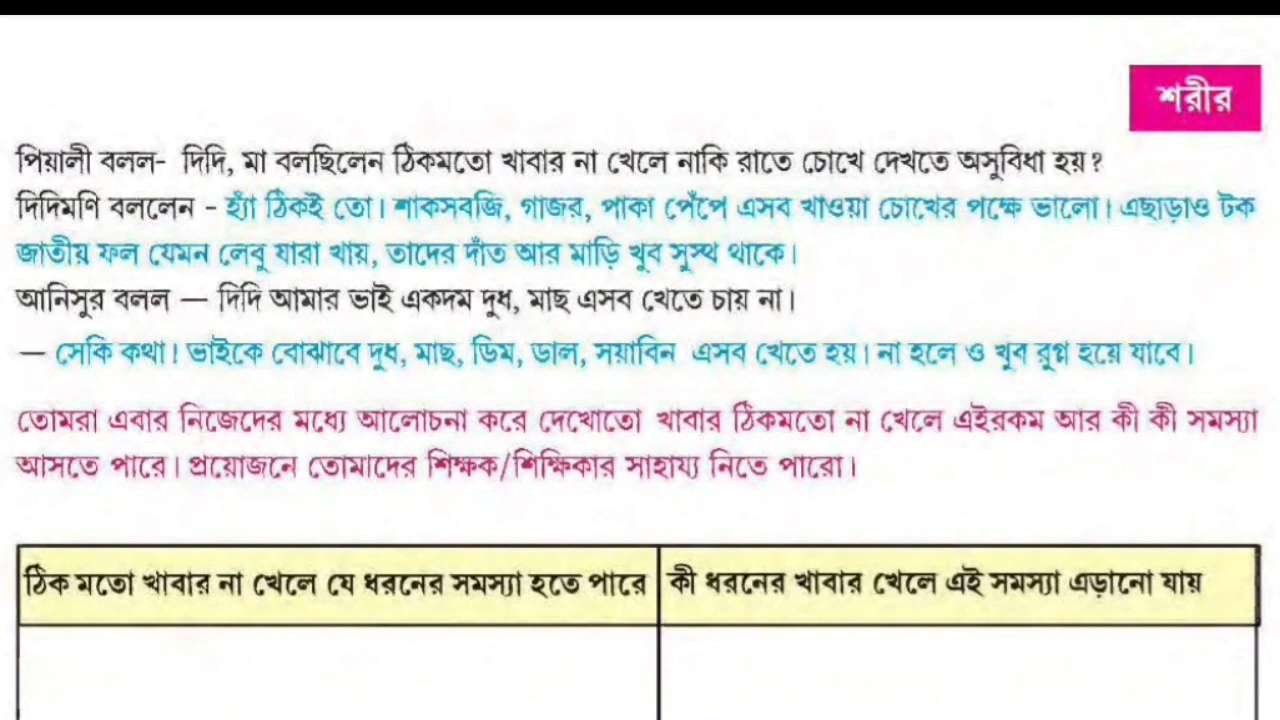 শরীর
পিয়ালী বলল- দিদি, মা বলছিলেন ঠিকমতো খাবার না খেলে নাকি রাতে চোখে দেখতে অসুবিধা হয়?
দিদিমণি বললেন - হ্যাঁ ঠিকই তো। শাকসবজি, গাজর, পাকা পেঁপে এসব খাওয়া চোখের পক্ষে ভালো। এছাড়াও টক
জাতীয় ফল যেমন লেবু যারা খায়, তাদের দাঁত আর মাড়ি খুব সুস্থ থাকে।
আনিসুর বলল — দিদি আমার ভাই একদম দুধ, মাছ এসব খেতে চায় না।
— সেকি কথা! ভাইকে বোঝাবে দুধ, মাছ, ডিম, ডাল, সয়াবিন এসব খেতে হয়। না হলে ও খুব রুগ্ন হয়ে যাবে।
তোমরা এবার নিজেদের মধ্যে আলোচনা করে দেখোতো খাবার ঠিকমতো না খেলে এইরকম আর কী কী সমস্যা
আসতে পারে। প্রয়োজনে তোমাদের শিক্ষক/শিক্ষিকার সাহায্য নিতে পারো।
ঠিক মতো খাবার না খেলে যে ধরনের সমস্যা হতে পারে
কী ধরনের খাবার খেলে এই সমস্যা এড়ানো যায়